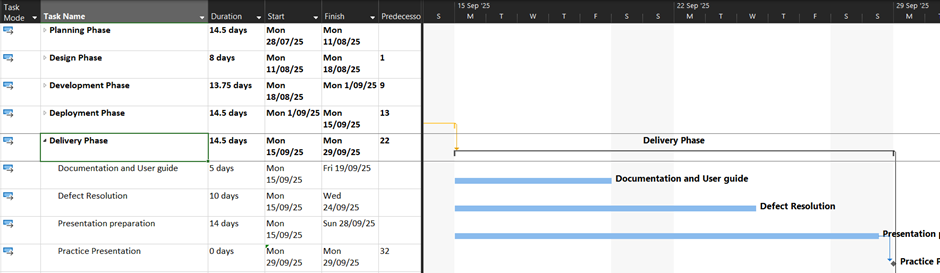 Task Mode Task Name Duration Start Finish Predecesso
15 Sep '25 22 Sep '25 29 Sep '25
S M T W T F S S M T W T F S S M T
Planning Phase 14.5 days Mon 28/07/25 Mon 11/08/25
Design Phase 8 days Mon 11/08/25 Mon 18/08/25 1
Development Phase 13.75 days Mon 18/08/25 Mon 1/09/25 9
Deployment Phase 14.5 days Mon 1/09/25 Mon 15/09/25 13
Delivery Phase 14.5 days Mon 15/09/25 Mon 29/09/25 22 Delivery Phase
Documentation and User guide 5 days Mon 15/09/25 Fri 19/09/25 Documentation and User guide
Defect Resolution 10 days Mon 15/09/25 Wed 24/09/25 Defect Resolution
Presentation preparation 14 days Mon 15/09/25 Sun 28/09/25 Presentation p
Practice Presentation 0 days Mon 29/09/25 Mon 29/09/25 32 Practice P